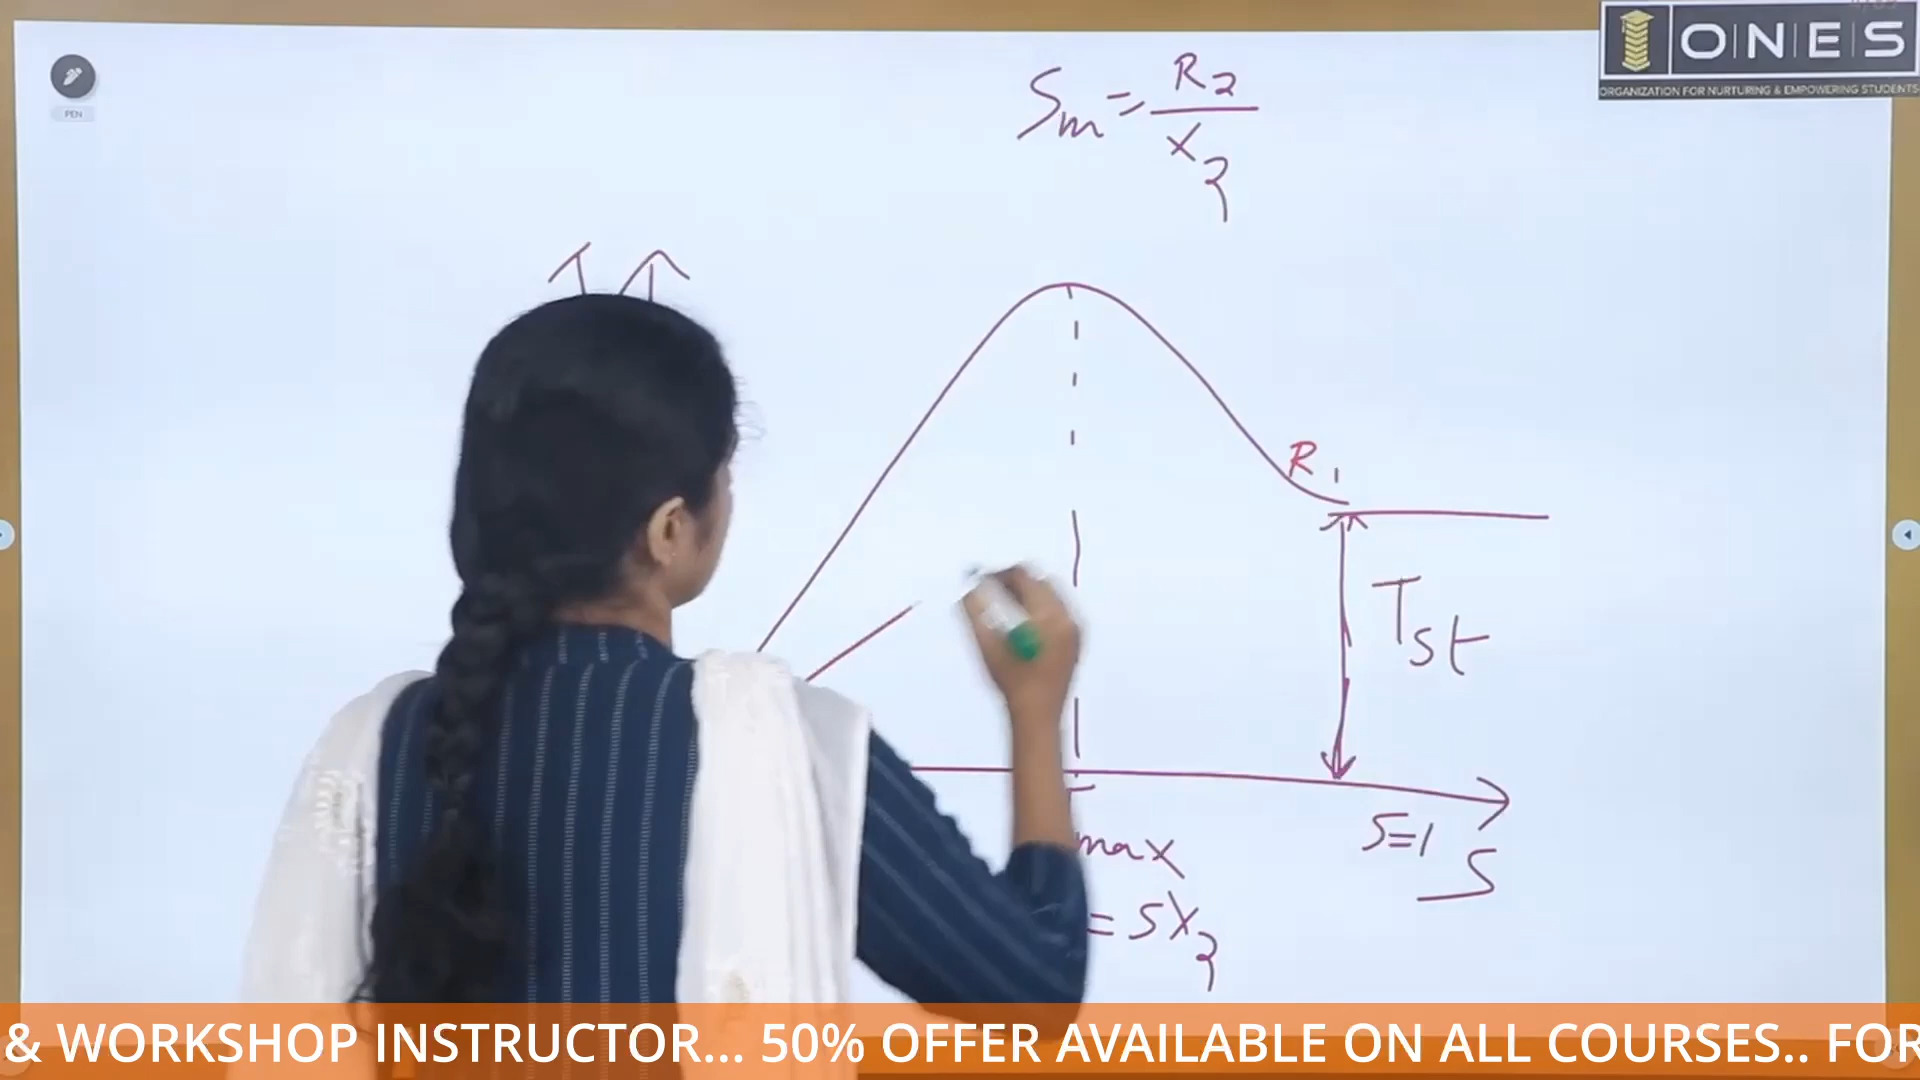 O|N|E|S
ORGANIZATION FOR NURTURING & EMPOWERING STUDENTS
PEN
Sm = R2 / X2
R1
Tst
max
= SX2
S=1
S
& WORKSHOP INSTRUCTOR... 50% OFFER AVAILABLE ON ALL COURSES.. FOR